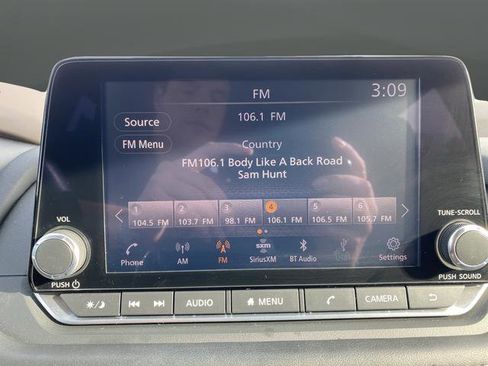 FM
3:09
Source
106.1 FM
FM Menu
Country
FM106.1 Body Like A Back Road
Sam Hunt
1 2 3 4 5 6
104.5 FM 103.7 FM 98.1 FM 106.1 FM 106.5 FM 105.7 FM
VOL
TUNE•SCROLL
Phone AM FM SiriusXM BT Audio Settings
sxm
PUSH
PUSH SOUND
AUDIO MENU CAMERA